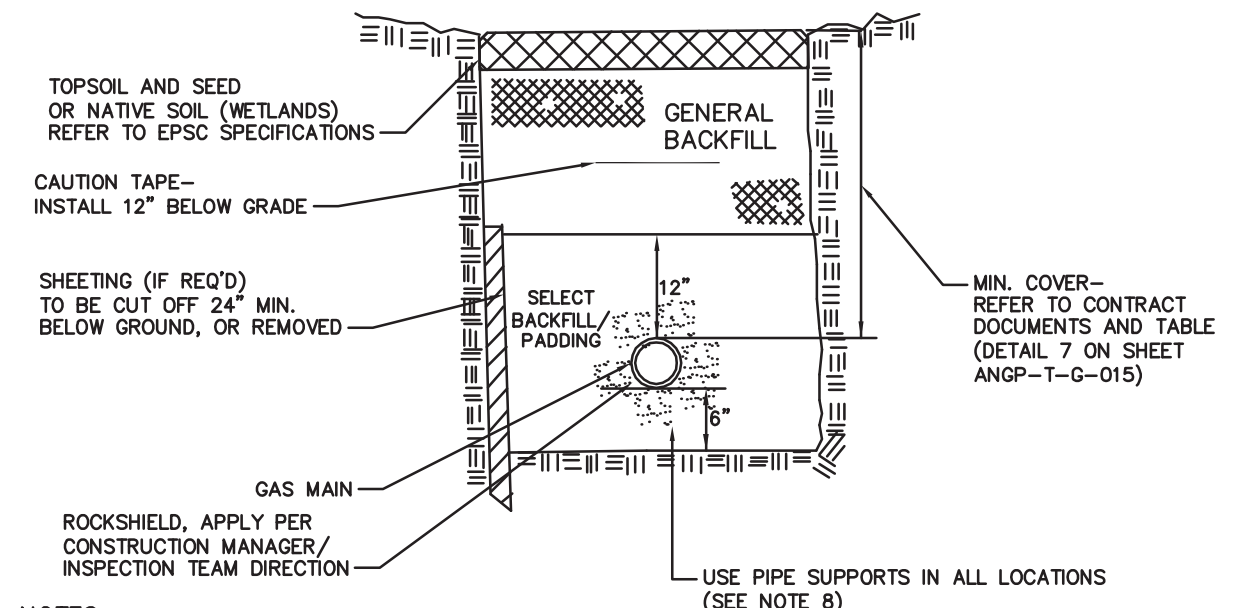 TOPSOIL AND SEED
OR NATIVE SOIL (WETLANDS)
REFER TO EPSC SPECIFICATIONS
GENERAL
BACKFILL
CAUTION TAPE-
INSTALL 12" BELOW GRADE
SHEETING (IF REQ'D)
TO BE CUT OFF 24" MIN.
BELOW GROUND, OR REMOVED
12"
SELECT
BACKFILL/
PADDING
MIN. COVER-
REFER TO CONTRACT
DOCUMENTS AND TABLE
(DETAIL 7 ON SHEET
ANGP-T-G-015)
6"
GAS MAIN
ROCKSHIELD, APPLY PER
CONSTRUCTION MANAGER/
INSPECTION TEAM DIRECTION
USE PIPE SUPPORTS IN ALL LOCATIONS
(SEE NOTE 8)